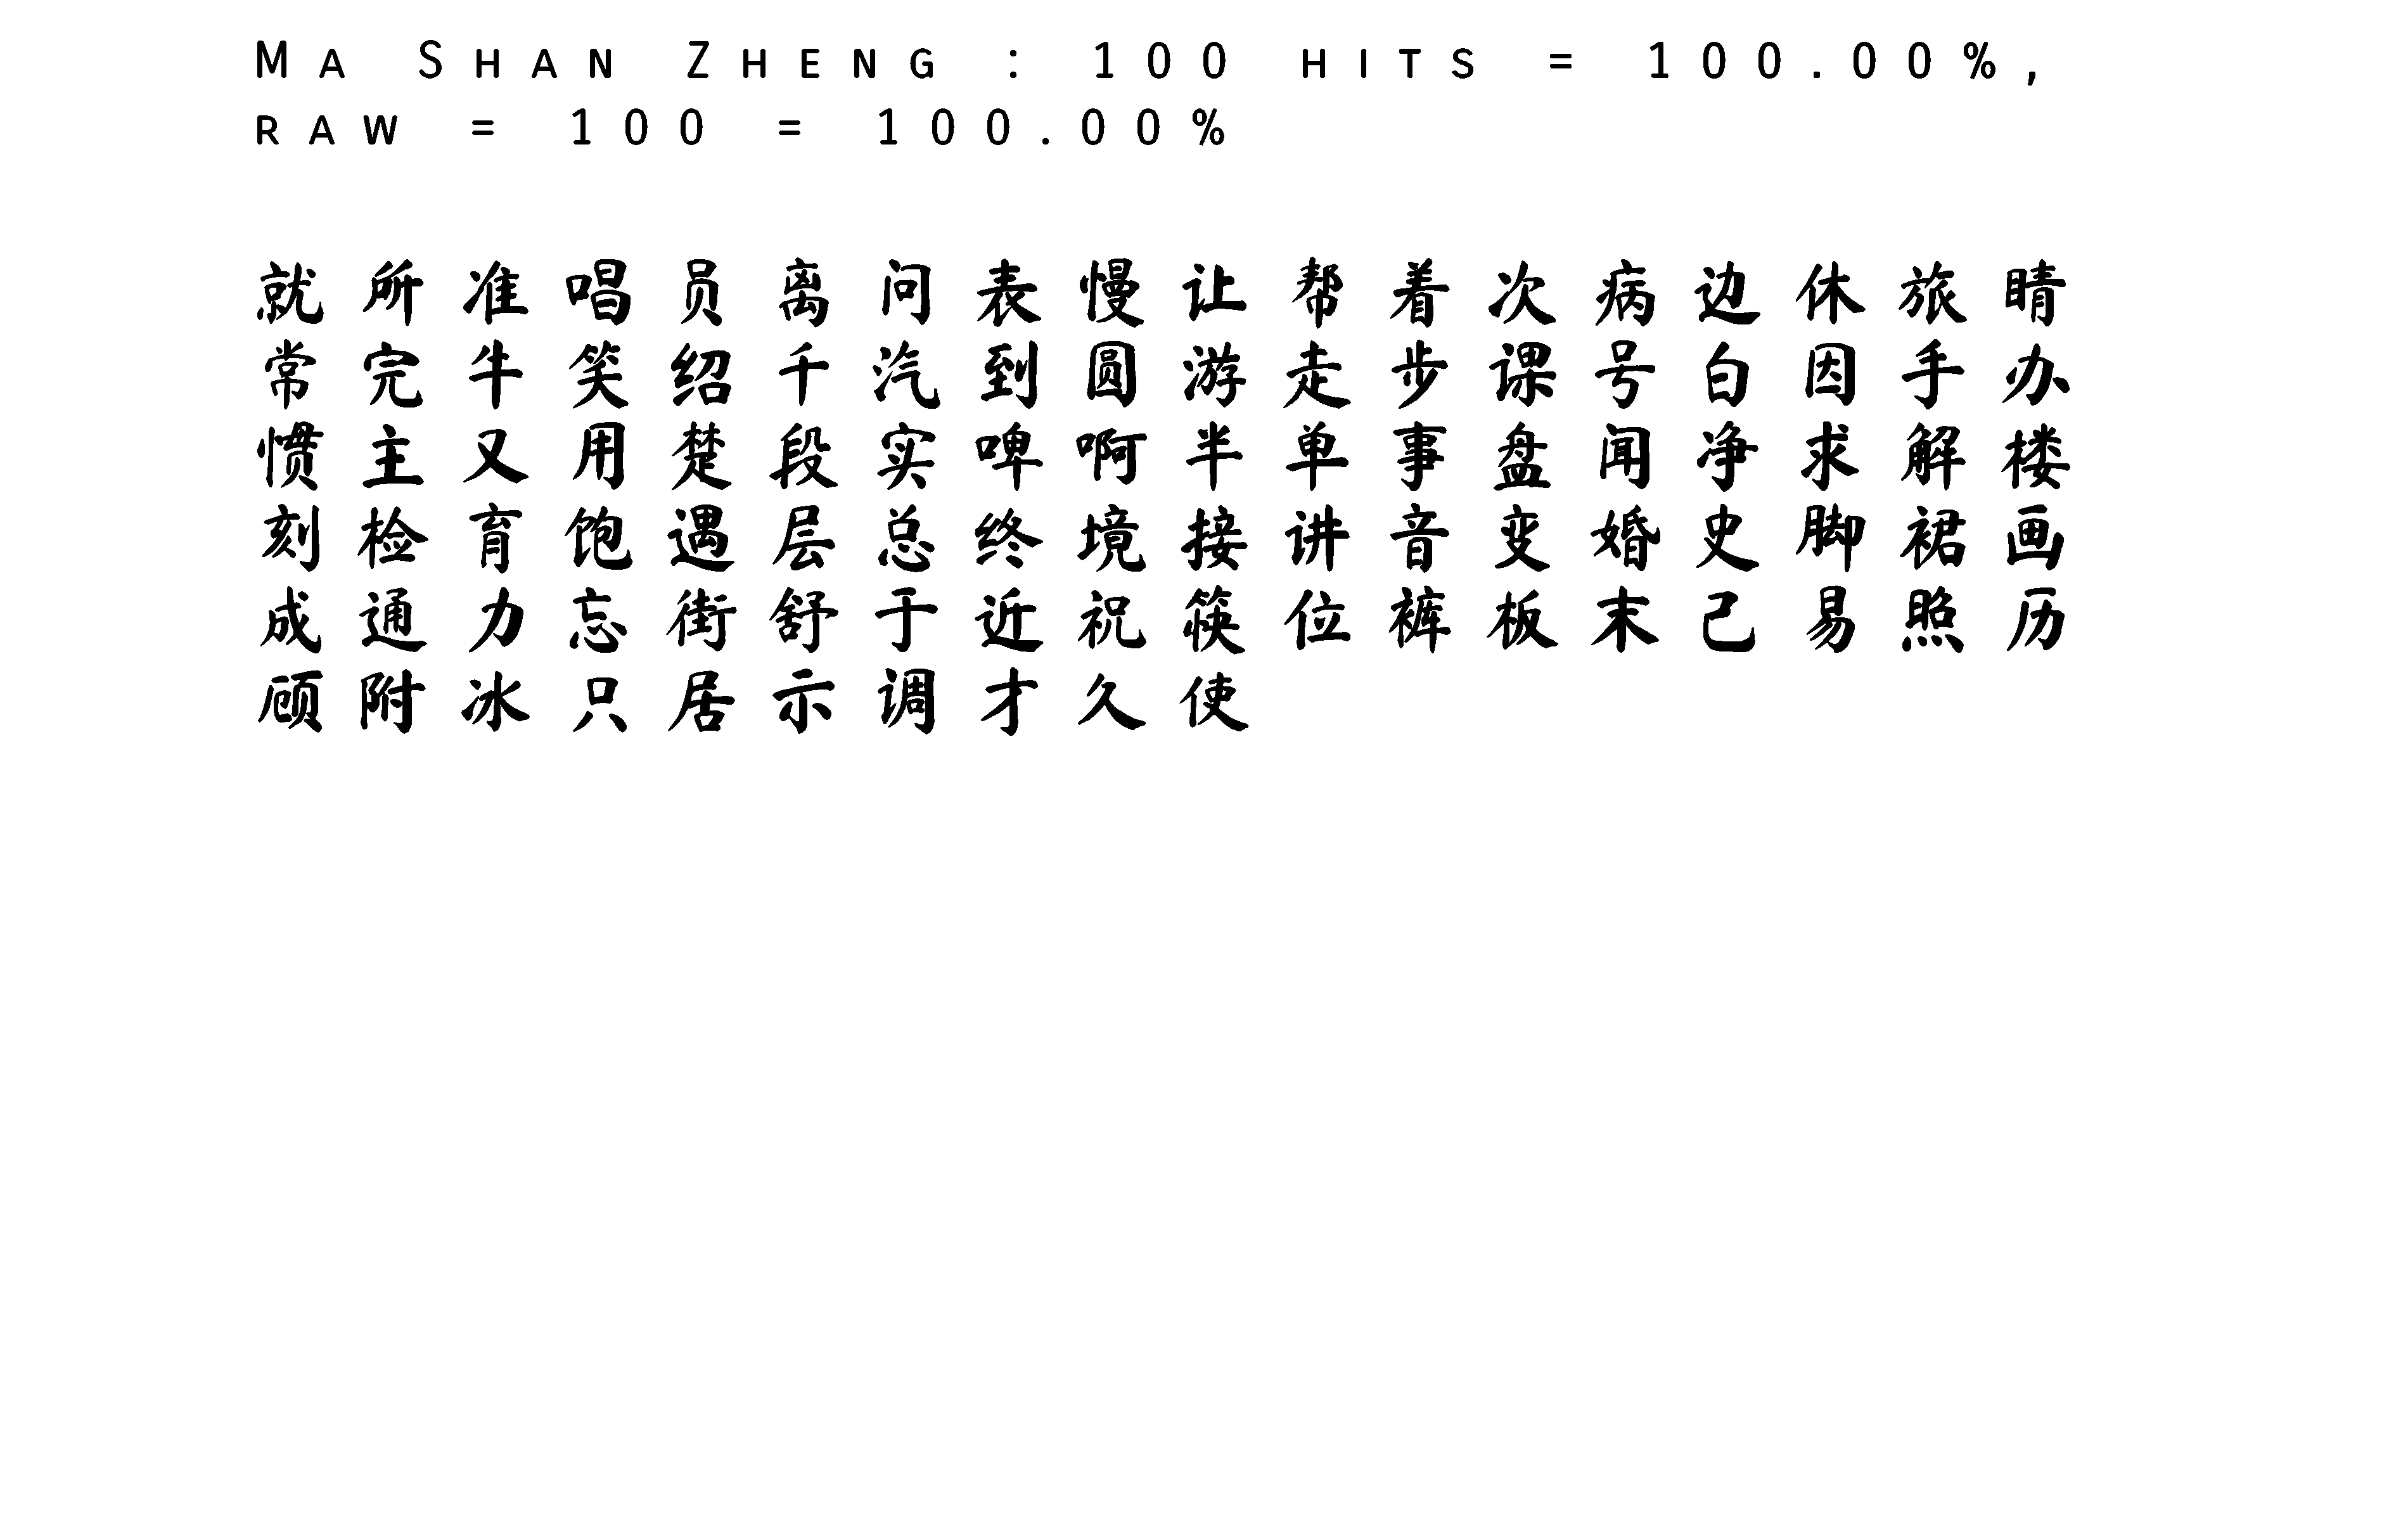 Ma Shan Zheng : 100 hits = 100.00%,
raw = 100 = 100.00%
就所准唱员离问表慢让帮着次病边休旅晴
常完牛笑绍千汽到圆游走步课号白因手办
惯主又用楚段实啤啊半单事盘闻净求解楼
刻检育饱遇层总终境接讲音变婚史脚裙画
成通力忘街舒于近祝筷位裤板末己易照历
顾附冰只居示调才久使